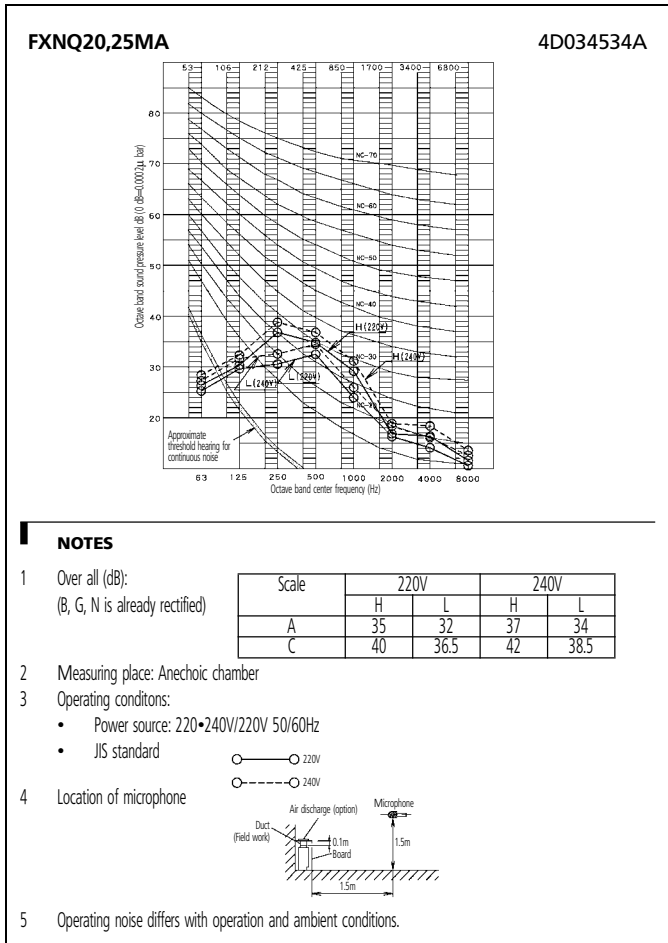 FXNQ20,25MA 4D034534A
53 106 212 425 850 1700 3400 6800
80
70
60
50
40
30
20
Octave band sound presure level dB (0 dB=0.0002μ bar)
NC-70
NC-60
NC-50
NC-40
NC-30
H(220V)
H(240V)
L(240V)
L(220V)
Approximate
threshold hearing for
continuous noise
63 125 250 500 1000 2000 4000 8000
Octave band center frequency (Hz)
NOTES
1 Over all (dB):
(B, G, N is already rectified)
Scale 220V 240V
H L H L
A 35 32 37 34
C 40 36.5 42 38.5
2 Measuring place: Anechoic chamber
3 Operating conditons:
• Power source: 220•240V/220V 50/60Hz
• JIS standard
220V
240V
4 Location of microphone
Air discharge (option)
Microphone
Duct
(Field work)
0.1m
Board
1.5m
1.5m
5 Operating noise differs with operation and ambient conditions.